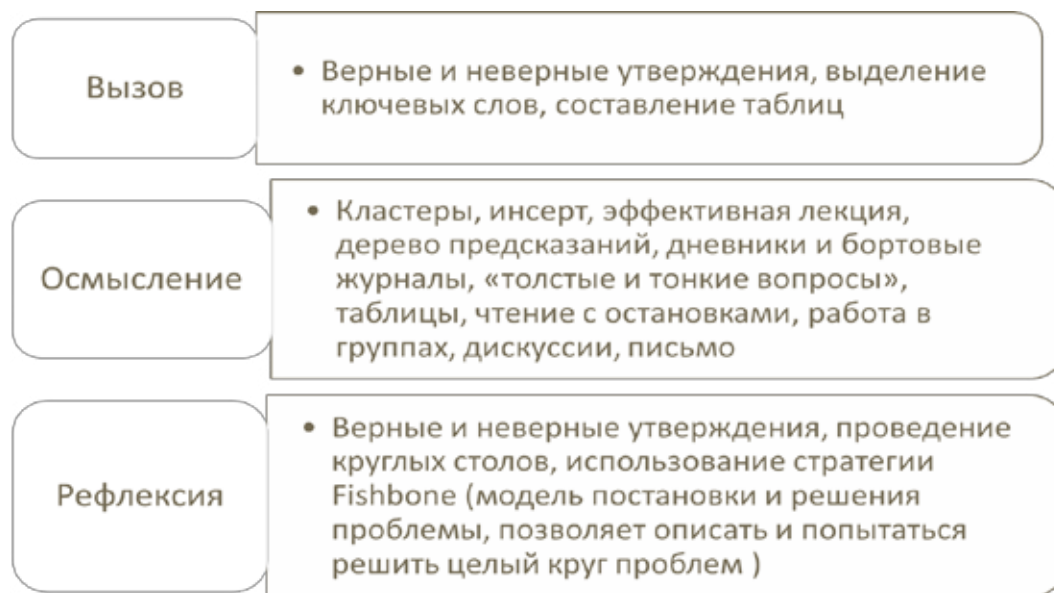 Вызов
• Верные и неверные утверждения, выделение
ключевых слов, составление таблиц
Осмысление
• Кластеры, инсерт, эффективная лекция,
дерево предсказаний, дневники и бортовые
журналы, «толстые и тонкие вопросы»,
таблицы, чтение с остановками, работа в
группах, дискуссии, письмо
Рефлексия
• Верные и неверные утверждения, проведение
круглых столов, использование стратегии
Fishbone (модель постановки и решения
проблемы, позволяет описать и попытаться
решить целый круг проблем )